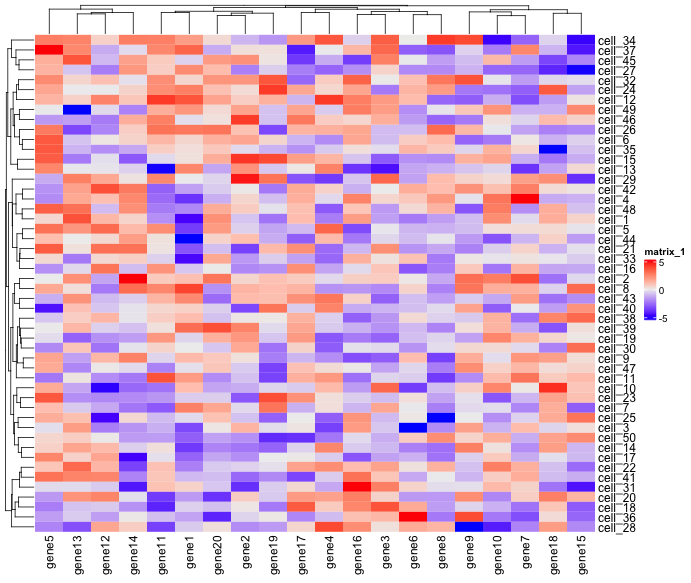 cell_34
cell_37
cell_45
cell_27
cell_32
cell_24
cell_12
cell_49
cell_46
cell_26
cell_6
cell_35
cell_15
cell_13
cell_29
cell_42
cell_4
cell_48
cell_1
cell_5
cell_44
cell_21
cell_33
cell_16
cell_2
cell_8
cell_43
cell_40
cell_38
cell_39
cell_19
cell_30
cell_9
cell_47
cell_11
cell_10
cell_23
cell_7
cell_25
cell_3
cell_50
cell_14
cell_17
cell_22
cell_41
cell_31
cell_20
cell_18
cell_36
cell_28
matrix_1
5
0
-5
gene5
gene13
gene12
gene14
gene11
gene1
gene20
gene2
gene19
gene17
gene4
gene16
gene3
gene6
gene8
gene9
gene10
gene7
gene18
gene15